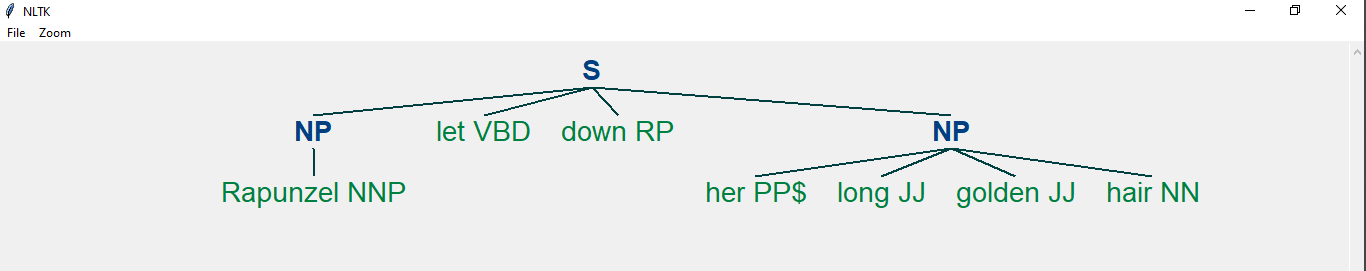 NLTK
File Zoom
S
NP let VBD down RP NP
Rapunzel NNP her PP$ long JJ golden JJ hair NN